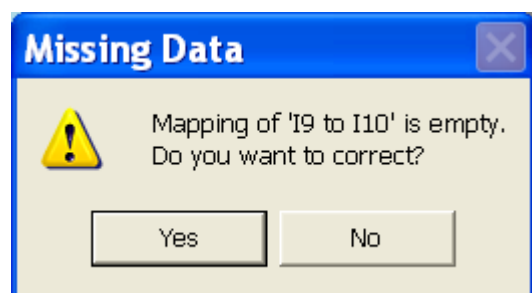 Missing Data
Mapping of 'I9 to I10' is empty.
Do you want to correct?
Yes
No